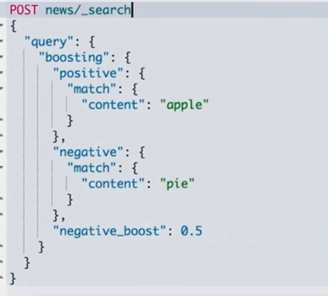 POST news/_search
{
  "query": {
    "boosting": {
      "positive": {
        "match": {
          "content": "apple"
        }
      },
      "negative": {
        "match": {
          "content": "pie"
        }
      },
      "negative_boost": 0.5
    }
  }
}